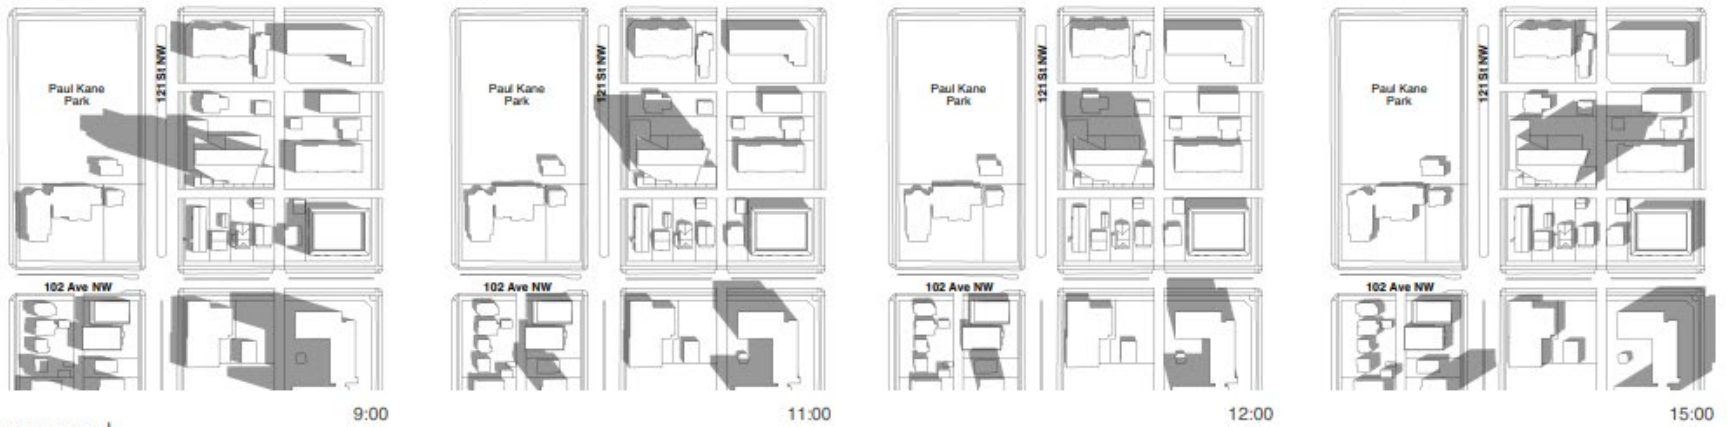 Paul Kane
Park
121 St NW
102 Ave NW
9:00
Paul Kane
Park
121 St NW
102 Ave NW
11:00
Paul Kane
Park
121 St NW
102 Ave NW
12:00
Paul Kane
Park
121 St NW
102 Ave NW
15:00